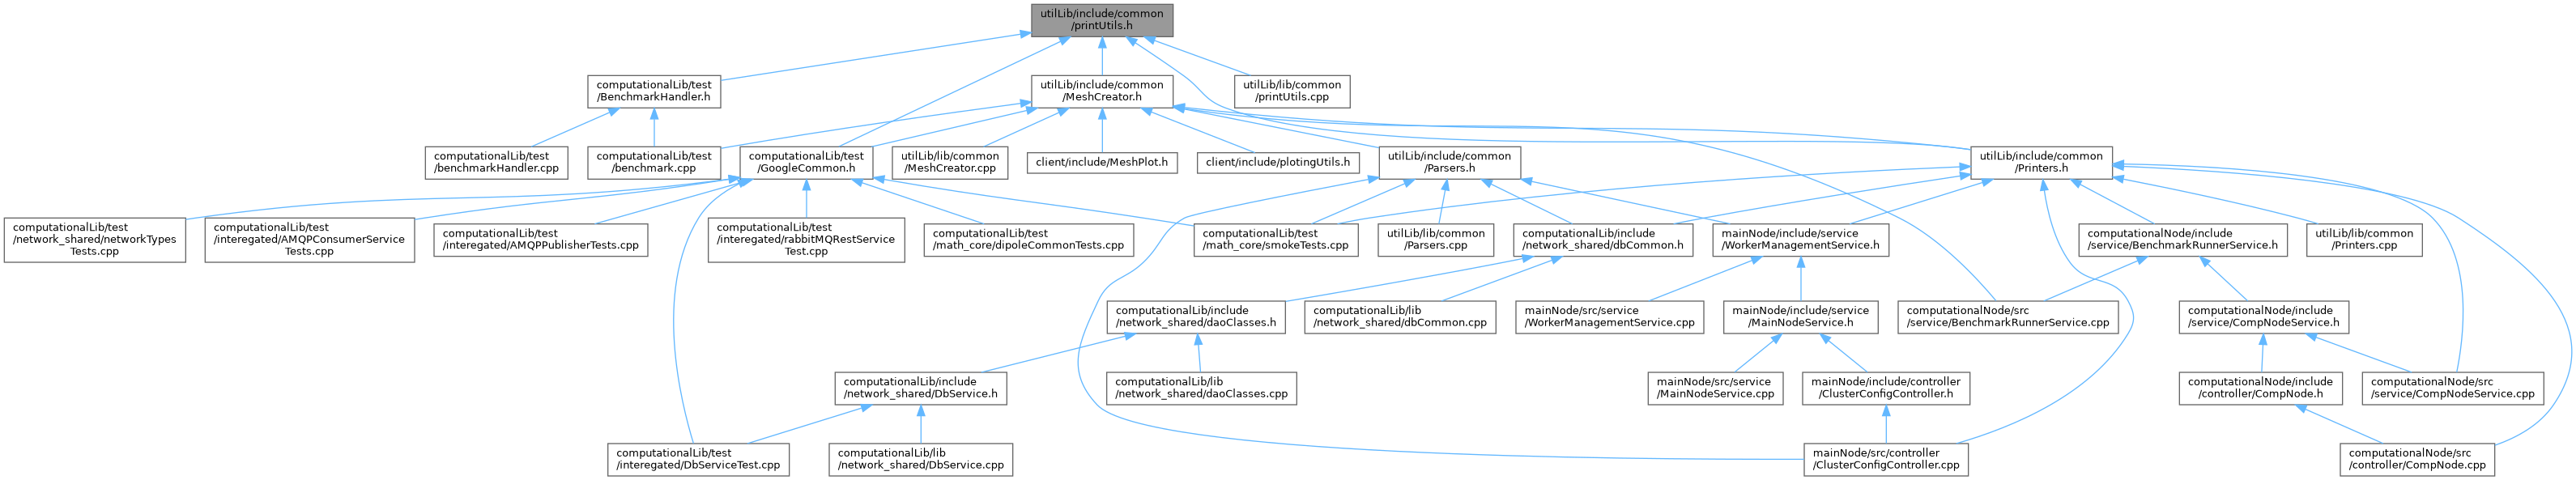 utilLib/include/common
/printUtils.h
computationalLib/test
/BenchmarkHandler.h
utilLib/include/common
/MeshCreator.h
utilLib/lib/common
/printUtils.cpp
computationalLib/test
/benchmarkHandler.cpp
computationalLib/test
/benchmark.cpp
computationalLib/test
/GoogleCommon.h
utilLib/lib/common
/MeshCreator.cpp
client/include/MeshPlot.h
client/include/plotingUtils.h
utilLib/include/common
/Parsers.h
utilLib/include/common
/Printers.h
computationalLib/test
/network_shared/networkTypes
Tests.cpp
computationalLib/test
/interegated/AMQPConsumerService
Tests.cpp
computationalLib/test
/interegated/AMQPPublisherTests.cpp
computationalLib/test
/interegated/rabbitMQRestService
Test.cpp
computationalLib/test
/math_core/dipoleCommonTests.cpp
computationalLib/test
/math_core/smokeTests.cpp
utilLib/lib/common
/Parsers.cpp
computationalLib/include
/network_shared/dbCommon.h
mainNode/include/service
/WorkerManagementService.h
computationalNode/include
/service/BenchmarkRunnerService.h
utilLib/lib/common
/Printers.cpp
computationalLib/include
/network_shared/daoClasses.h
computationalLib/lib
/network_shared/dbCommon.cpp
mainNode/src/service
/WorkerManagementService.cpp
mainNode/include/service
/MainNodeService.h
computationalNode/src
/service/BenchmarkRunnerService.cpp
computationalNode/include
/service/CompNodeService.h
computationalLib/include
/network_shared/DbService.h
computationalLib/lib
/network_shared/daoClasses.cpp
mainNode/src/service
/MainNodeService.cpp
mainNode/include/controller
/ClusterConfigController.h
computationalNode/include
/controller/CompNode.h
computationalNode/src
/service/CompNodeService.cpp
computationalLib/test
/interegated/DbServiceTest.cpp
computationalLib/lib
/network_shared/DbService.cpp
mainNode/src/controller
/ClusterConfigController.cpp
computationalNode/src
/controller/CompNode.cpp